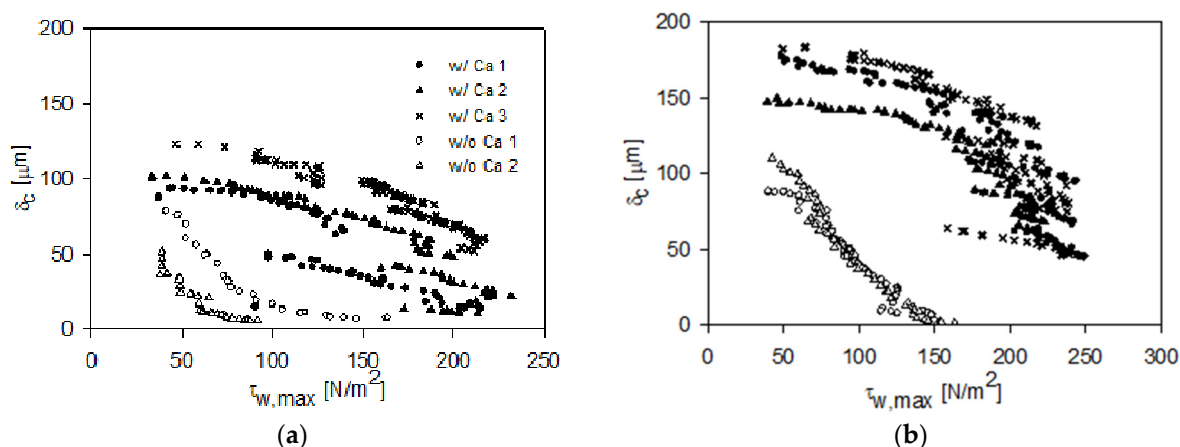 200
150
100
50
0
δc [μm]
w/ Ca 1
w/ Ca 2
w/ Ca 3
w/o Ca 1
w/o Ca 2
0 50 100 150 200 250
τw,max [N/m²]
(a)
200
150
100
50
0
δc [μm]
0 50 100 150 200 250 300
τw,max [N/m²]
(b)